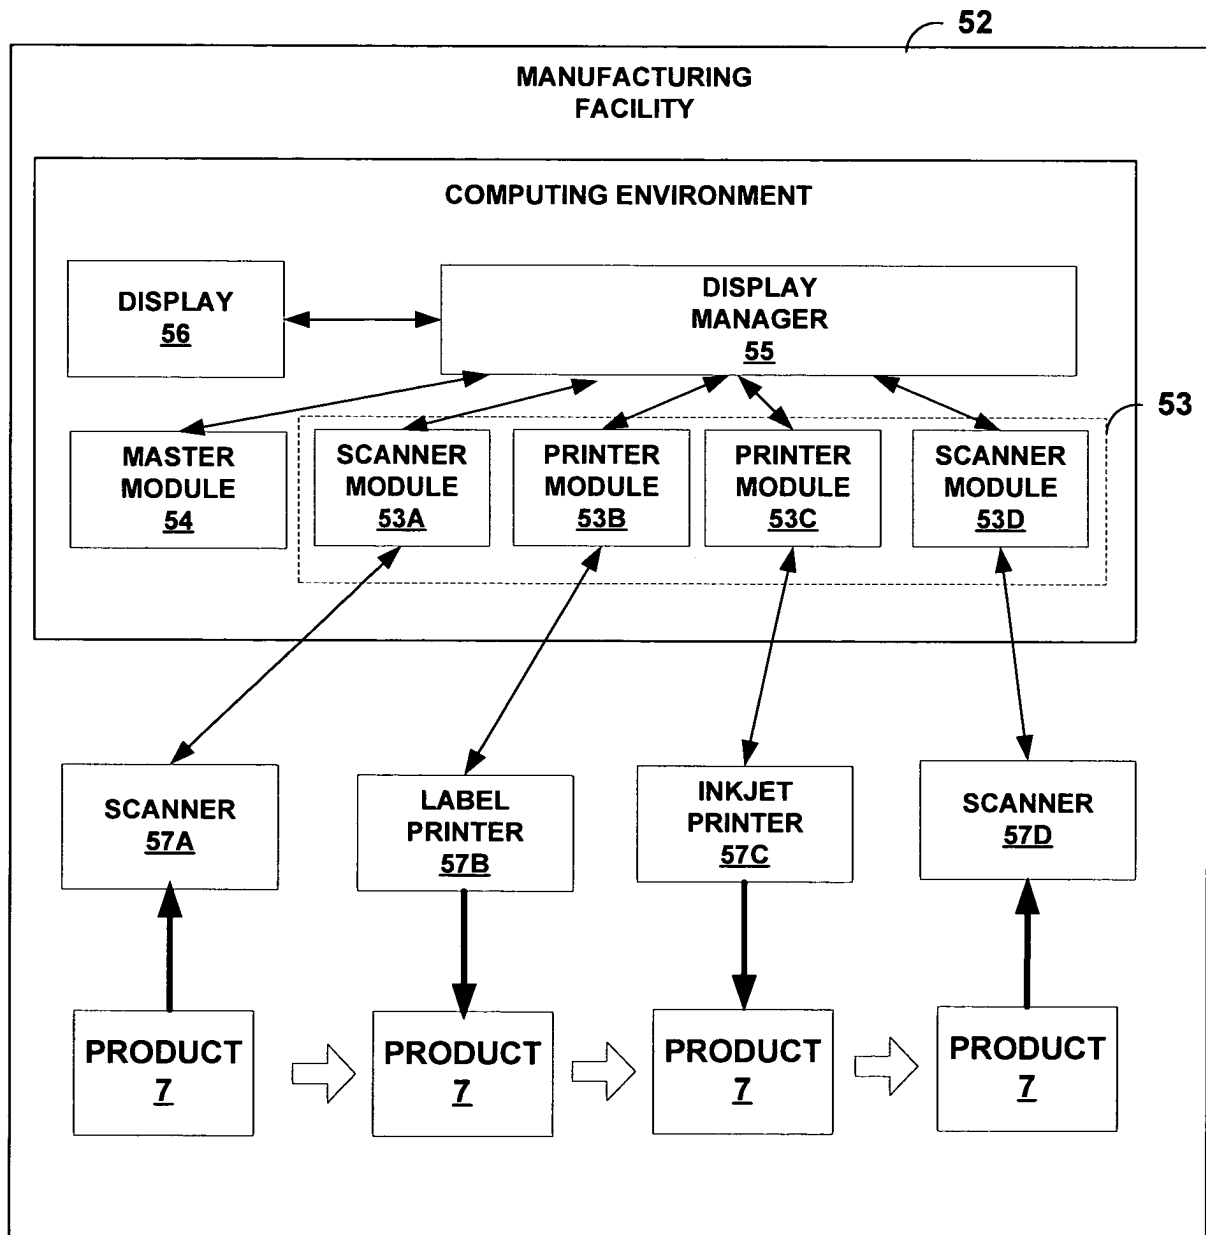 52
MANUFACTURING
FACILITY
COMPUTING ENVIRONMENT
DISPLAY
56
DISPLAY
MANAGER
55
53
MASTER
MODULE
54
SCANNER
MODULE
53A
PRINTER
MODULE
53B
PRINTER
MODULE
53C
SCANNER
MODULE
53D
SCANNER
57A
LABEL
PRINTER
57B
INKJET
PRINTER
57C
SCANNER
57D
PRODUCT
7
PRODUCT
7
PRODUCT
7
PRODUCT
7